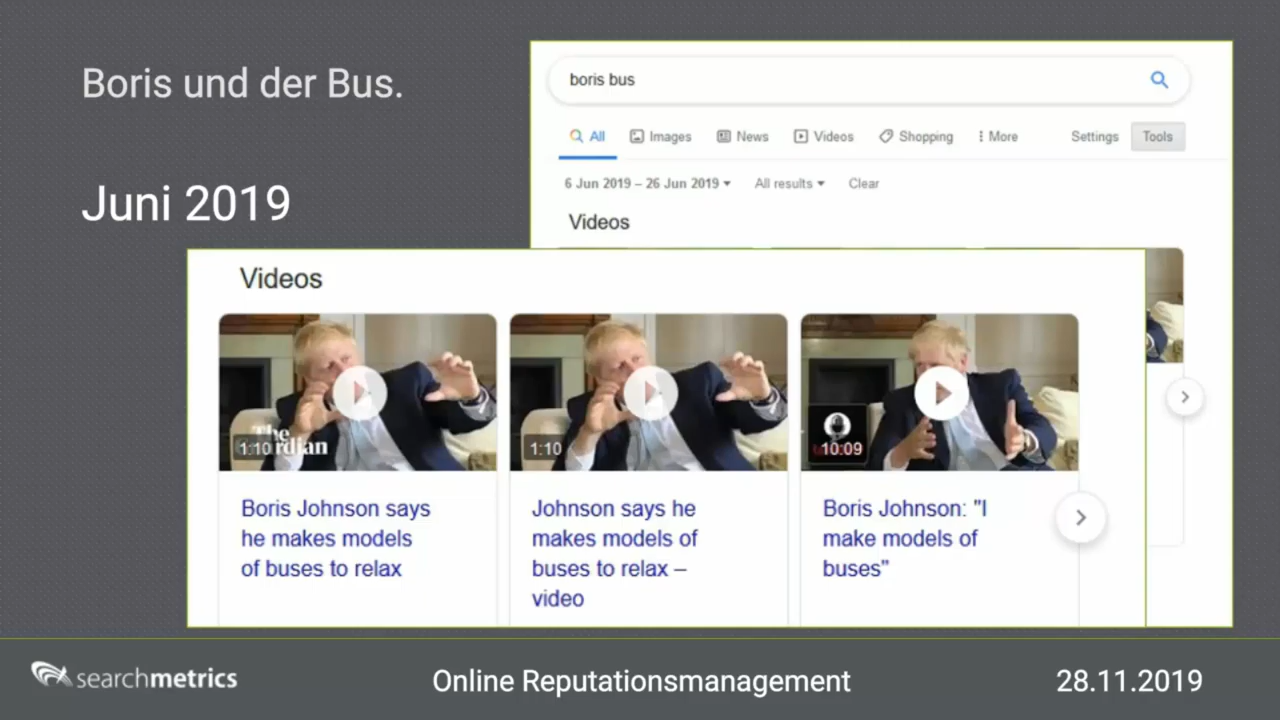 Boris und der Bus.
Juni 2019
boris bus
All Images News Videos Shopping More Settings Tools
6 Jun 2019 – 26 Jun 2019 All results Clear
Videos
Videos
The
1:10 rdian
1:10
10:09
Boris Johnson says
he makes models
of buses to relax
Johnson says he
makes models of
buses to relax –
video
Boris Johnson: "I
make models of
buses"
searchmetrics
Online Reputationsmanagement
28.11.2019